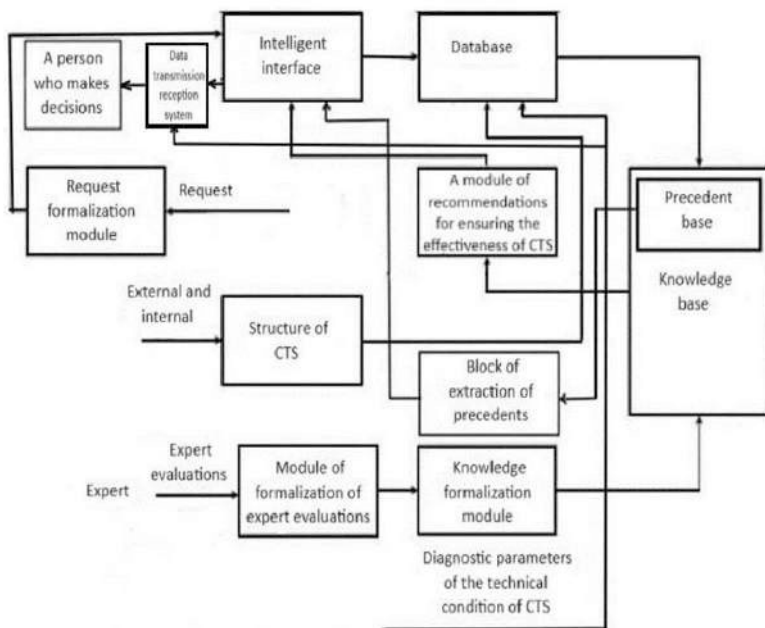 A person
who makes
decisions
Data
transmission
reception
system
Intelligent
interface
Database
Request
formalization
module
Request
A module of
recommendations
for ensuring the
effectiveness of CTS
Precedent
base
Knowledge
base
External and
internal
Structure of
CTS
Block of
extraction of
precedents
Expert
Expert
evaluations
Module of
formalization of
expert evaluations
Knowledge
formalization
module
Diagnostic parameters
of the technical
condition of CTS